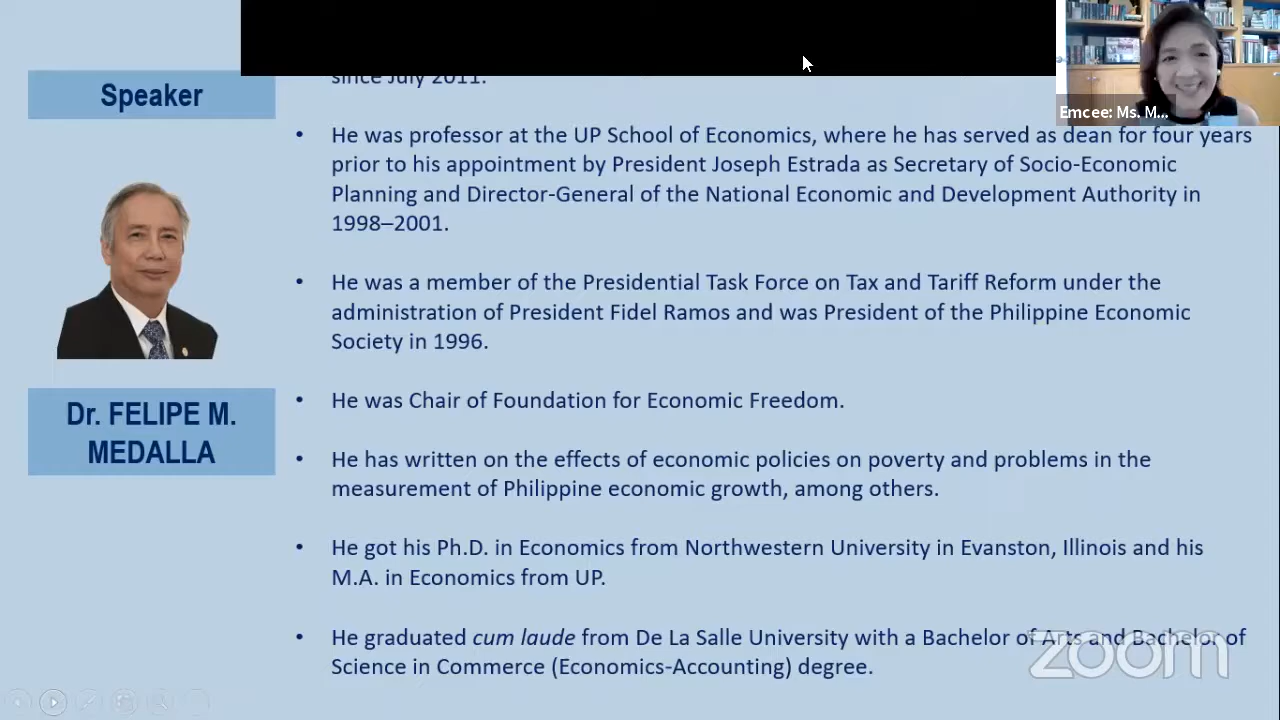 Speaker
Dr. FELIPE M.
MEDALLA
since July 2011.
• He was professor at the UP School of Economics, where he has served as dean for four years
prior to his appointment by President Joseph Estrada as Secretary of Socio-Economic
Planning and Director-General of the National Economic and Development Authority in
1998–2001.
• He was a member of the Presidential Task Force on Tax and Tariff Reform under the
administration of President Fidel Ramos and was President of the Philippine Economic
Society in 1996.
• He was Chair of Foundation for Economic Freedom.
• He has written on the effects of economic policies on poverty and problems in the
measurement of Philippine economic growth, among others.
• He got his Ph.D. in Economics from Northwestern University in Evanston, Illinois and his
M.A. in Economics from UP.
• He graduated cum laude from De La Salle University with a Bachelor of Arts and Bachelor of
Science in Commerce (Economics-Accounting) degree.
Emcee: Ms. M...
zoom